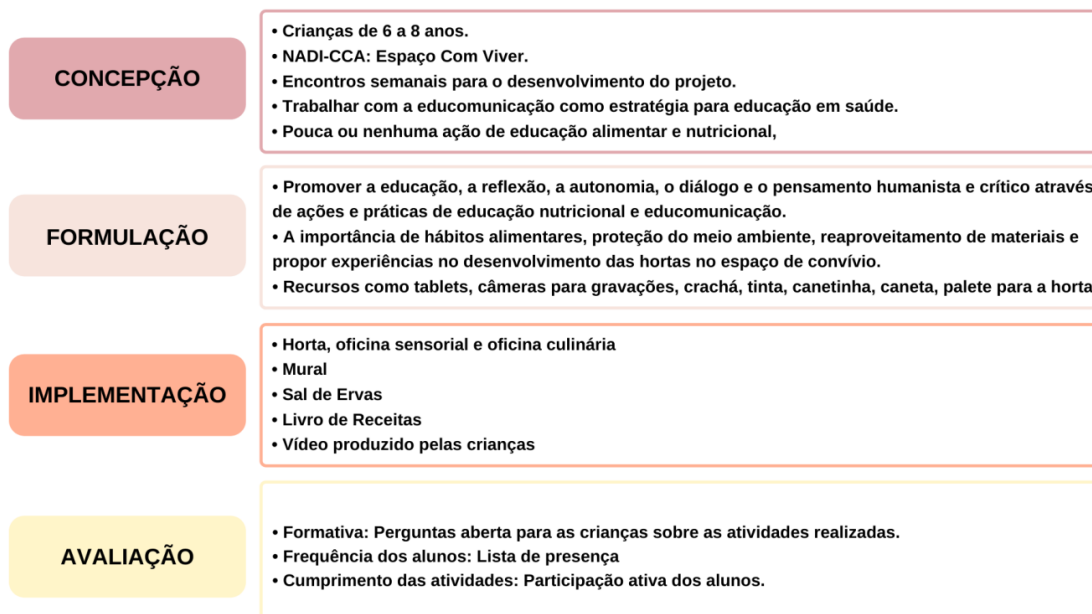 CONCEPÇÃO
• Crianças de 6 a 8 anos.
• NADI-CCA: Espaço Com Viver.
• Encontros semanais para o desenvolvimento do projeto.
• Trabalhar com a educomunicação como estratégia para educação em saúde.
• Pouca ou nenhuma ação de educação alimentar e nutricional,
FORMULAÇÃO
• Promover a educação, a reflexão, a autonomia, o diálogo e o pensamento humanista e crítico através
de ações e práticas de educação nutricional e educomunicação.
• A importância de hábitos alimentares, proteção do meio ambiente, reaproveitamento de materiais e
propor experiências no desenvolvimento das hortas no espaço de convívio.
• Recursos como tablets, câmeras para gravações, crachá, tinta, canetinha, caneta, palete para a horta
IMPLEMENTAÇÃO
• Horta, oficina sensorial e oficina culinária
• Mural
• Sal de Ervas
• Livro de Receitas
• Vídeo produzido pelas crianças
AVALIAÇÃO
• Formativa: Perguntas aberta para as crianças sobre as atividades realizadas.
• Frequência dos alunos: Lista de presença
• Cumprimento das atividades: Participação ativa dos alunos.